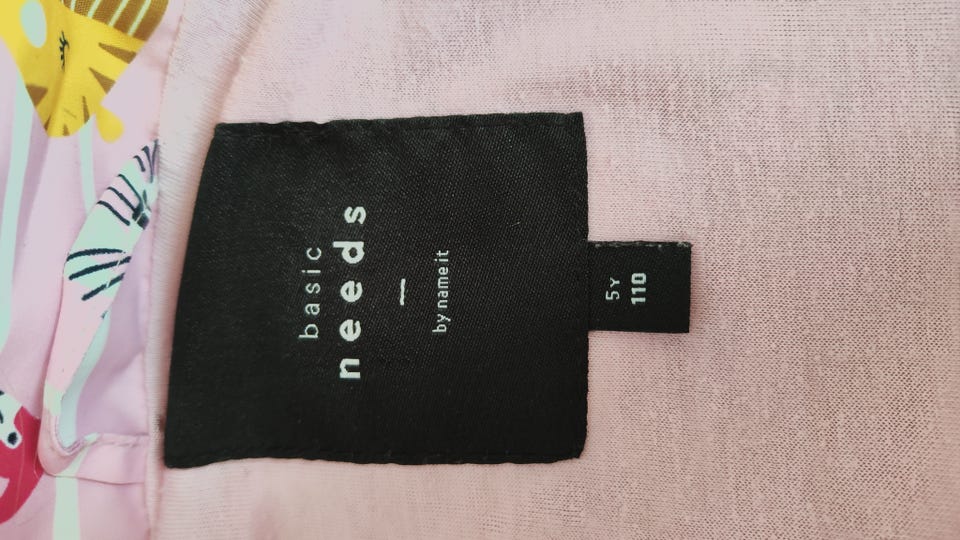 basic
needs
—
by name it
5Y
110